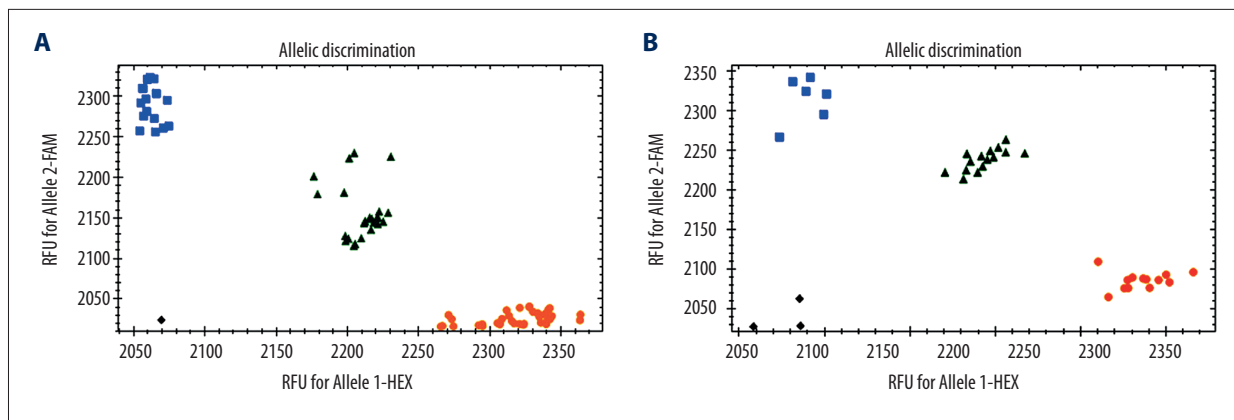 A
Allelic discrimination
RFU for Allele 2-FAM
2300
2250
2200
2150
2100
2050
2050 2100 2200 2200 2300 2350
RFU for Allele 1-HEX
B
Allelic discrimination
RFU for Allele 2-FAM
2350
2300
2250
2200
2150
2100
2050
2050 2100 2150 2200 2250 2300 2350
RFU for Allele 1-HEX